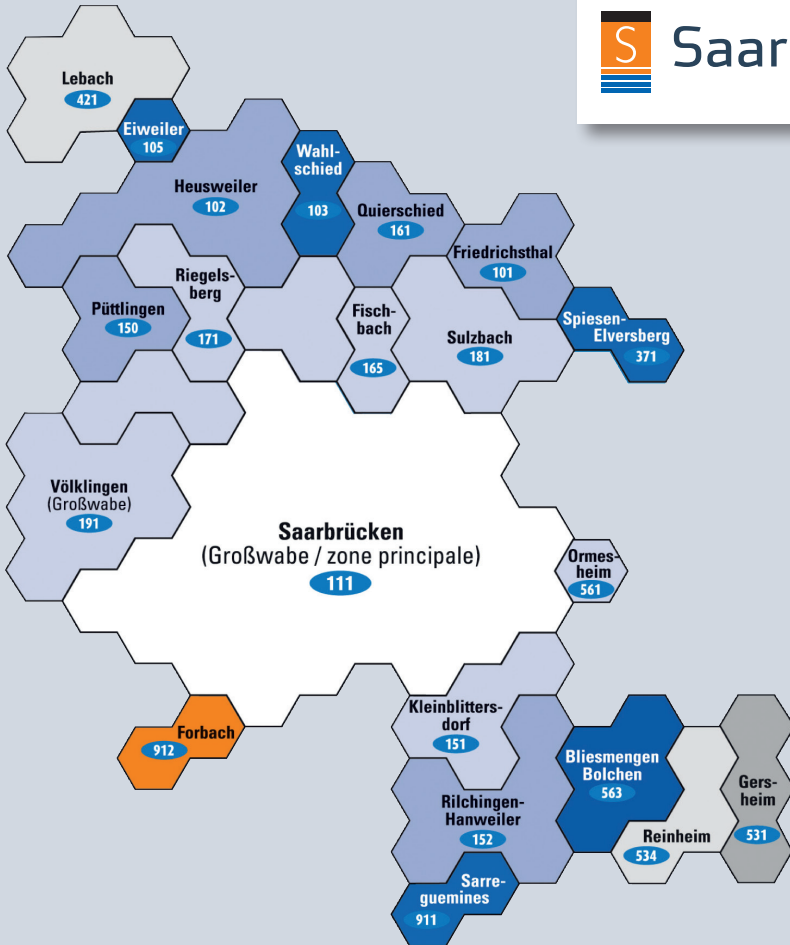 S Saar
Lebach
421
Eiweiler
105
Wahl-
schied
103
Heusweiler
102
Quierschied
161
Friedrichsthal
101
Riegels-
berg
171
Püttlingen
150
Fisch-
bach
165
Sulzbach
181
Spiesen-
Elversberg
371
Völklingen
(Großwabe)
191
Saarbrücken
(Großwabe / zone principale)
111
Ormes-
heim
561
Forbach
912
Kleinblitters-
dorf
151
Bliesmengen
Bolchen
563
Gers-
heim
531
Rilchingen-
Hanweiler
152
Reinheim
534
Sarre-
guemines
911